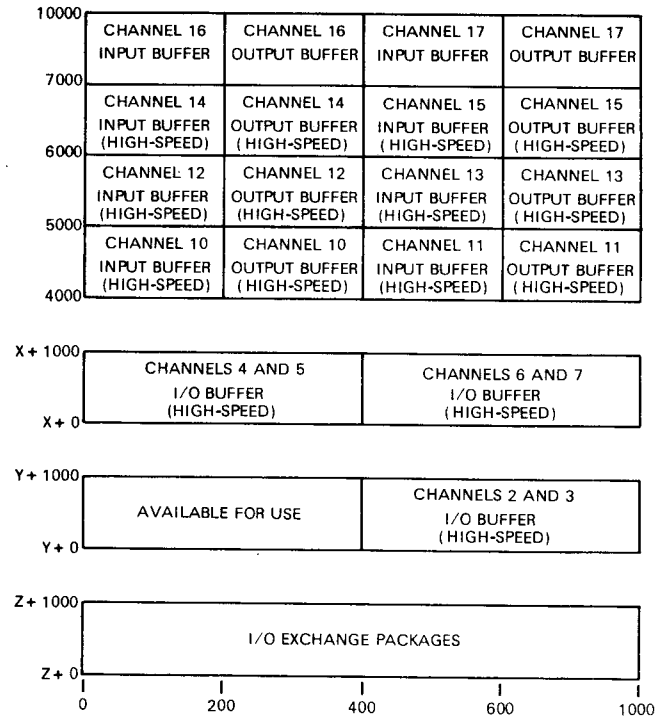 10000
CHANNEL 16 CHANNEL 16 CHANNEL 17 CHANNEL 17
INPUT BUFFER OUTPUT BUFFER INPUT BUFFER OUTPUT BUFFER
7000
CHANNEL 14 CHANNEL 14 CHANNEL 15 CHANNEL 15
INPUT BUFFER OUTPUT BUFFER INPUT BUFFER OUTPUT BUFFER
(HIGH-SPEED) (HIGH-SPEED) (HIGH-SPEED) (HIGH-SPEED)
6000
CHANNEL 12 CHANNEL 12 CHANNEL 13 CHANNEL 13
INPUT BUFFER OUTPUT BUFFER INPUT BUFFER OUTPUT BUFFER
(HIGH-SPEED) (HIGH-SPEED) (HIGH-SPEED) (HIGH-SPEED)
5000
CHANNEL 10 CHANNEL 10 CHANNEL 11 CHANNEL 11
INPUT BUFFER OUTPUT BUFFER INPUT BUFFER OUTPUT BUFFER
(HIGH-SPEED) (HIGH-SPEED) (HIGH-SPEED) (HIGH-SPEED)
4000
X + 1000
CHANNELS 4 AND 5 CHANNELS 6 AND 7
I/O BUFFER I/O BUFFER
(HIGH-SPEED) (HIGH-SPEED)
X + 0
Y + 1000
AVAILABLE FOR USE CHANNELS 2 AND 3
I/O BUFFER
(HIGH-SPEED)
Y + 0
Z + 1000
I/O EXCHANGE PACKAGES
Z + 0
0 200 400 600 1000